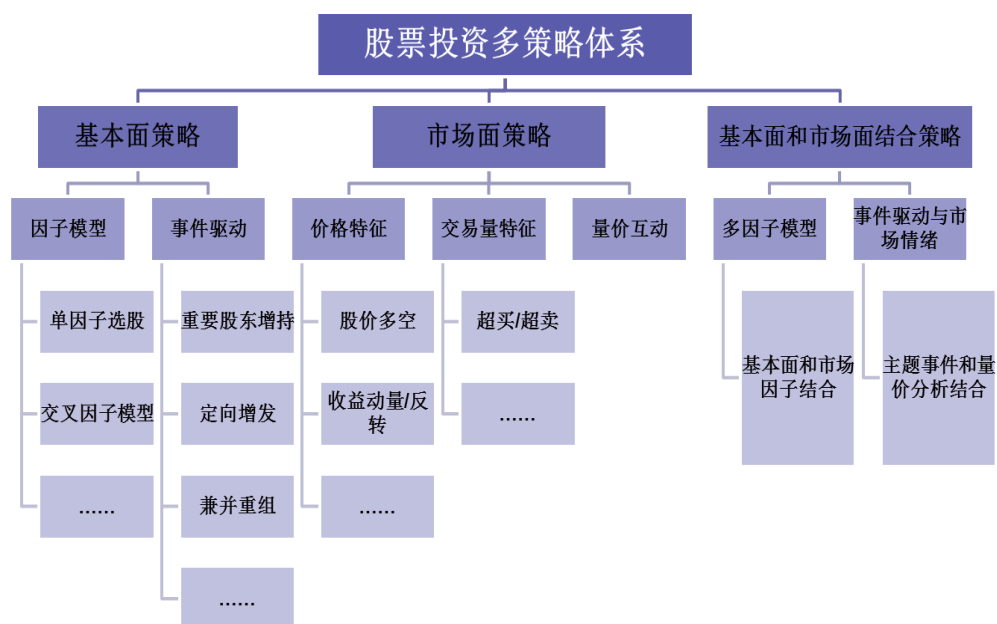 股票投资多策略体系
基本面策略
市场面策略
基本面和市场面结合策略
因子模型
事件驱动
价格特征
交易量特征
量价互动
多因子模型
事件驱动与市
场情绪
单因子选股
重要股东增持
股价多空
超买/超卖
基本面和市场
因子结合
主题事件和量
价分析结合
交叉因子模型
定向增发
收益动量/反
转
......
......
兼并重组
......
......